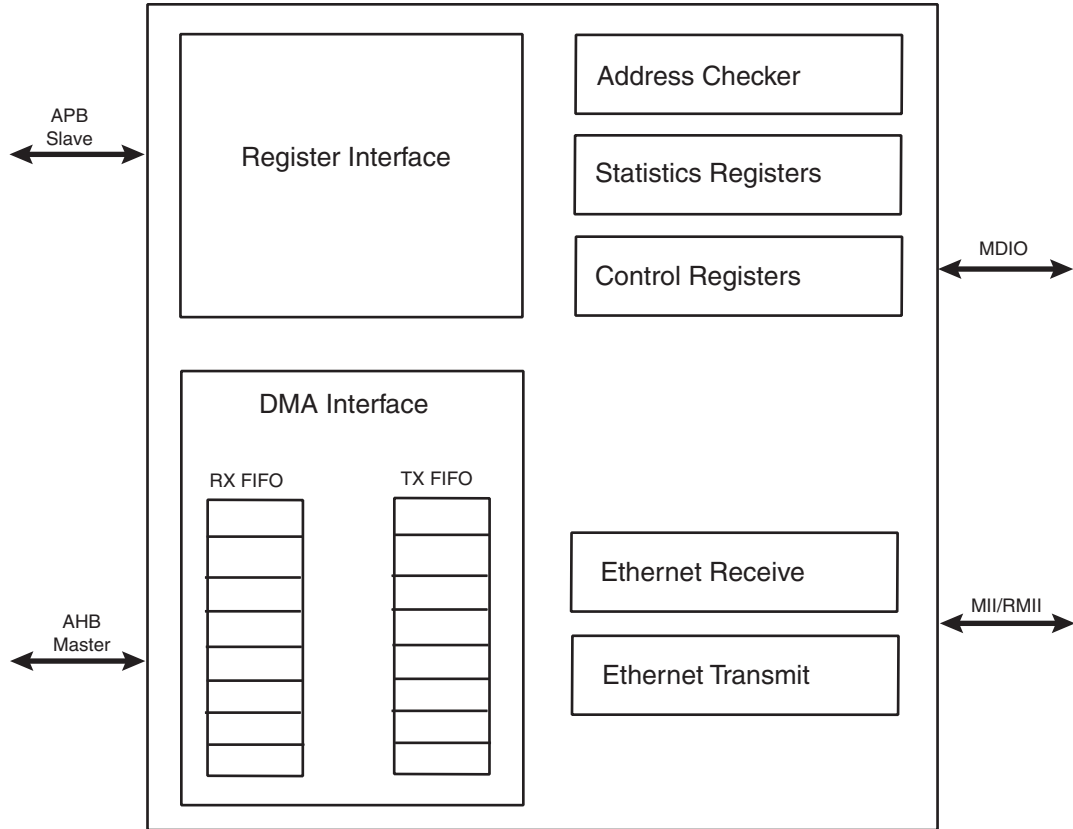 APB
Slave
Register Interface
Address Checker
Statistics Registers
Control Registers
MDIO
DMA Interface
RX FIFO
TX FIFO
AHB
Master
Ethernet Receive
Ethernet Transmit
MII/RMII